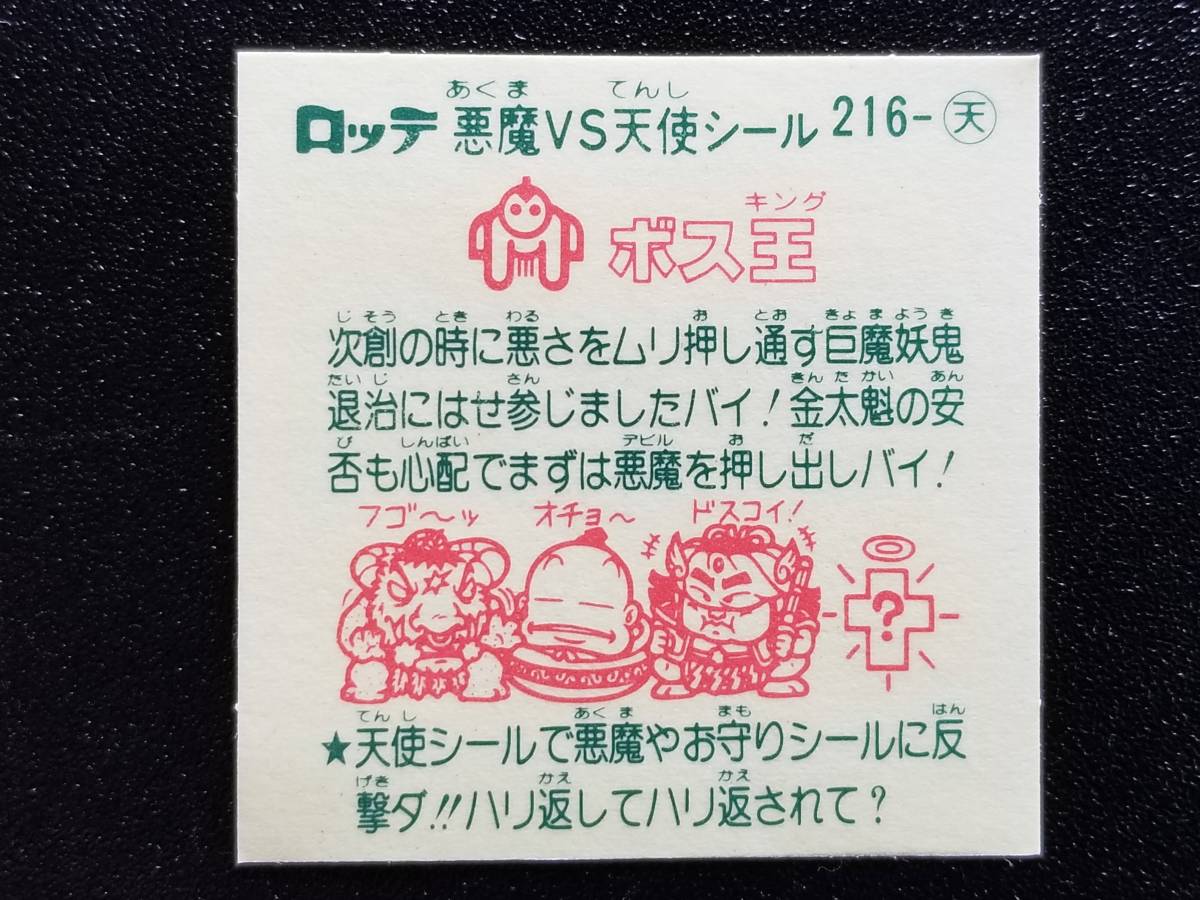 あくま てんし
ロッテ 悪魔VS天使シール 216-天
キング
ボス王
じそう とき わる お とお きょまようき
次創の時に悪さをムリ押し通す巨魔妖鬼
たいじ さん きんたかい あん
退治にはせ参じましたバイ!金太魁の安
ぴ しんぱい デビル お だ
否も心配でまずは悪魔を押し出しバイ!
フゴ〜ッ オチョ〜 ドスコイ!
?
てんし あくま まも はん
★天使シールで悪魔やお守りシールに反
げき かえ かえ
撃ダ!!ハリ返してハリ返されて?